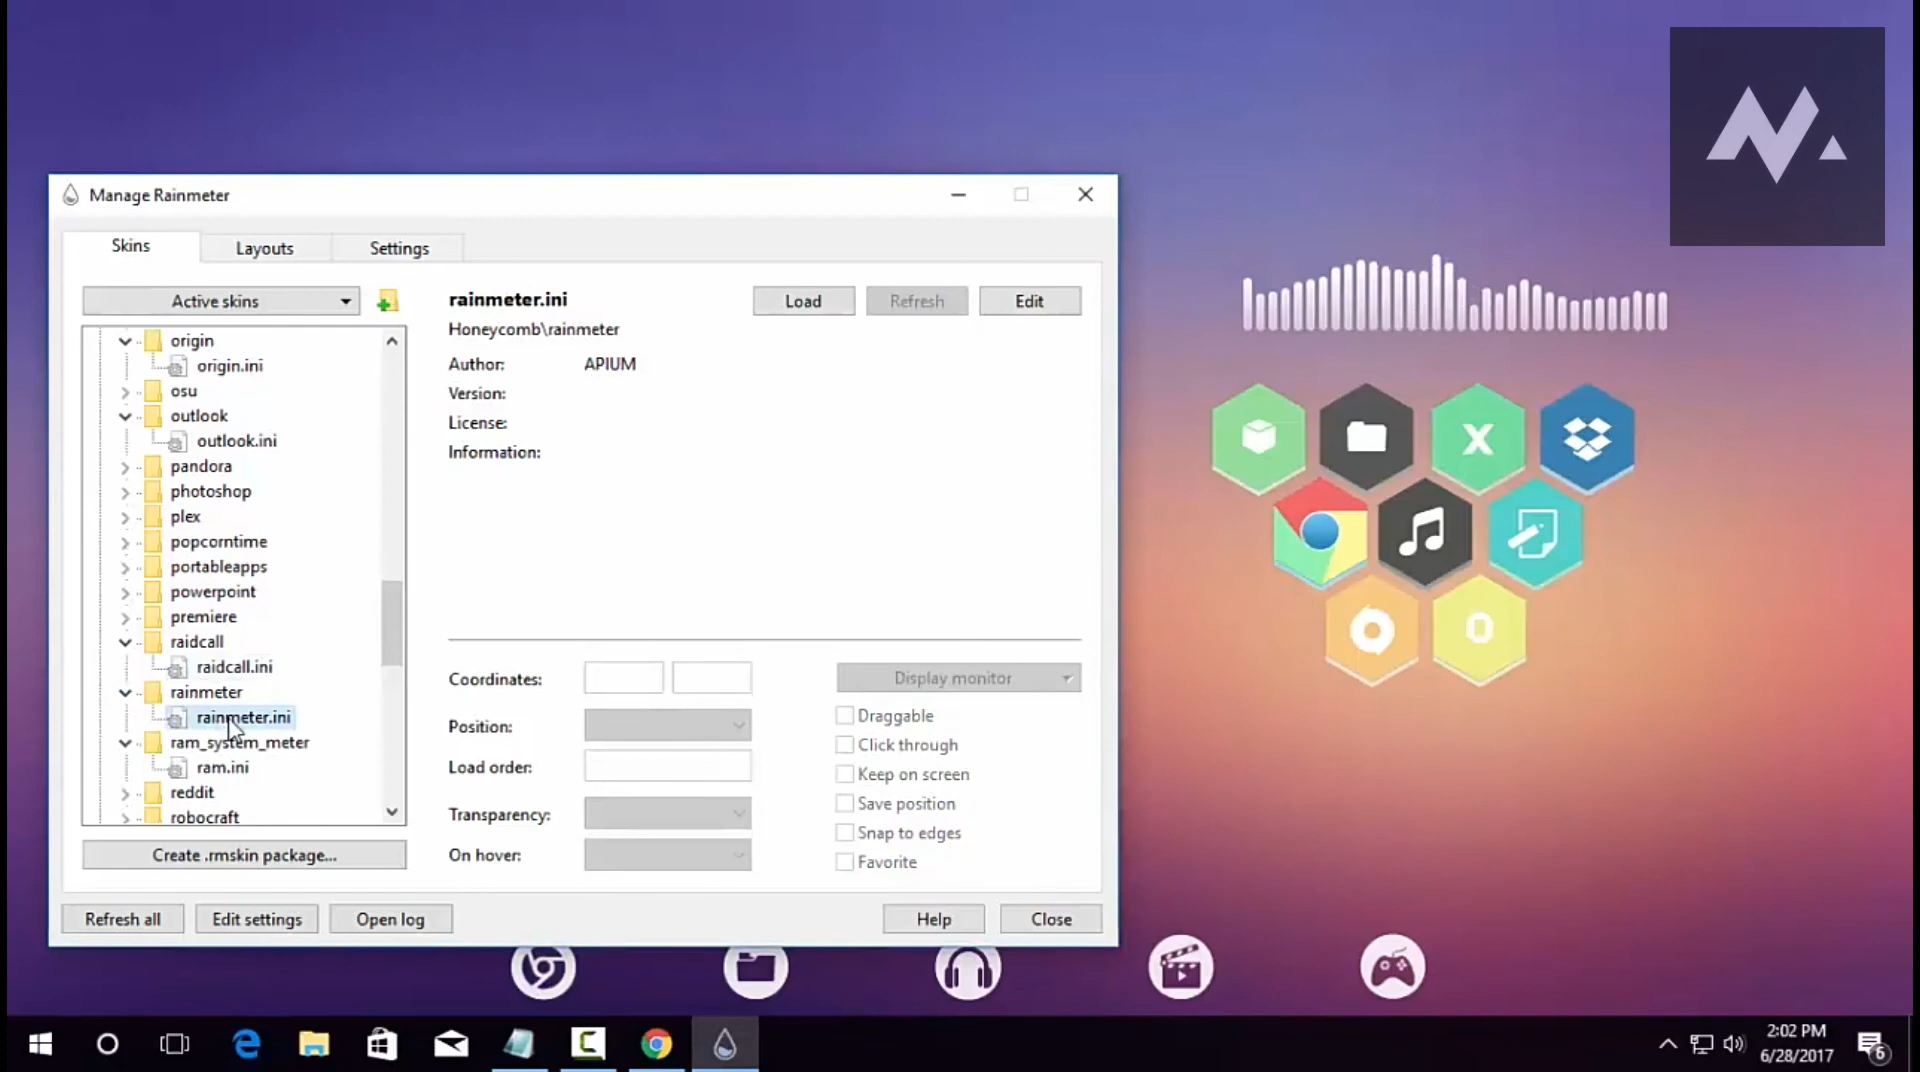 Manage Rainmeter
Skins
Layouts
Settings
Active skins
origin
origin.ini
osu
outlook
outlook.ini
pandora
photoshop
plex
popcorntime
portableapps
powerpoint
premiere
raidcall
raidcall.ini
rainmeter
rainmeter.ini
ram_system_meter
ram.ini
reddit
robocraft
Create .rmskin package...
rainmeter.ini
Load
Refresh
Edit
Honeycomb\rainmeter
Author: APIUM
Version:
License:
Information:
Coordinates:
Position:
Load order:
Transparency:
On hover:
Display monitor
Draggable
Click through
Keep on screen
Save position
Snap to edges
Favorite
Refresh all
Edit settings
Open log
Help
Close
X
O
2:02 PM
6/28/2017
6